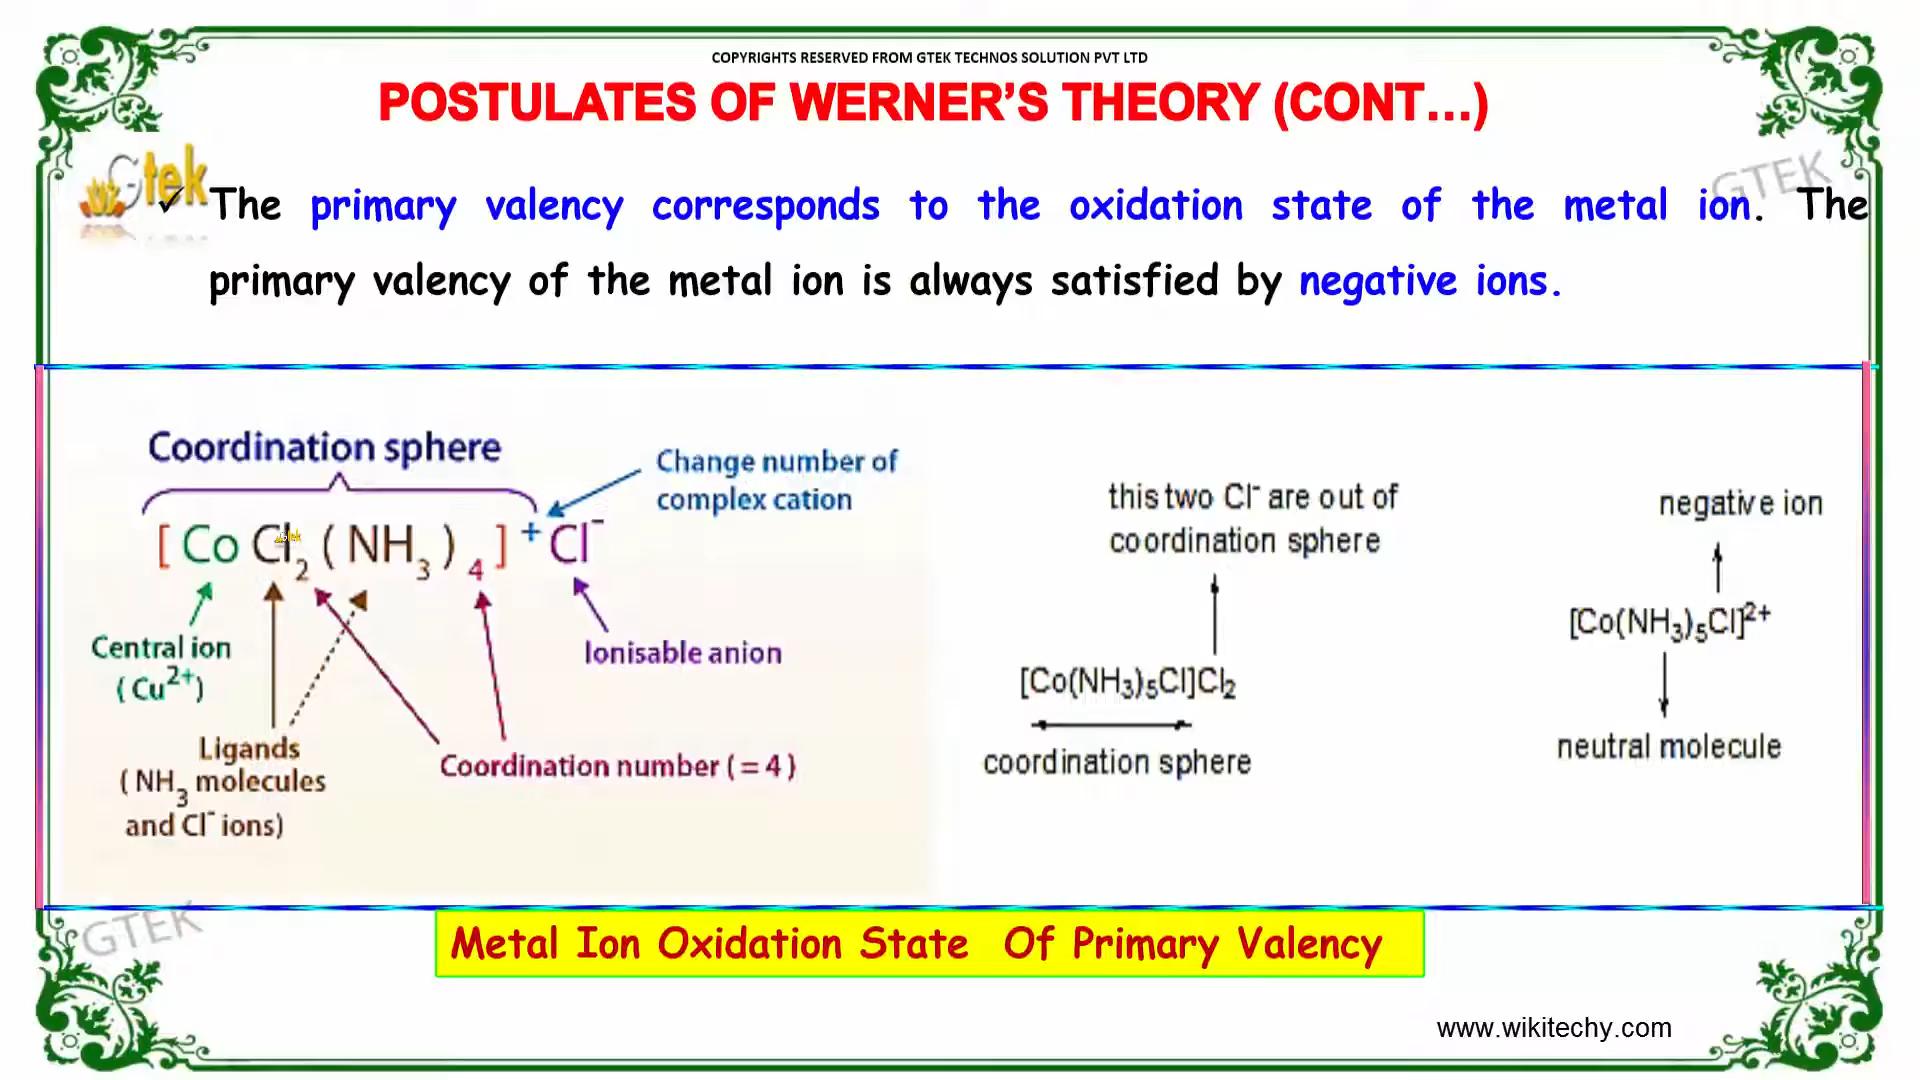 COPYRIGHTS RESERVED FROM GTEK TECHNOS SOLUTION PVT LTD
POSTULATES OF WERNER’S THEORY (CONT…)
Gtek
GTEK
✓ The primary valency corresponds to the oxidation state of the metal ion. The
primary valency of the metal ion is always satisfied by negative ions.
Coordination sphere
Change number of
complex cation
[CoCl₂(NH₃)₄]⁺Cl⁻
Central ion
(Cu²⁺)
Ionisable anion
Ligands
(NH₃ molecules
and Cl⁻ ions)
Coordination number (=4)
this two Cl⁻ are out of
coordination sphere
[Co(NH₃)₅Cl]Cl₂
coordination sphere
negative ion
[Co(NH₃)₅Cl]²⁺
neutral molecule
GTEK
Metal Ion Oxidation State Of Primary Valency
www.wikitechy.com